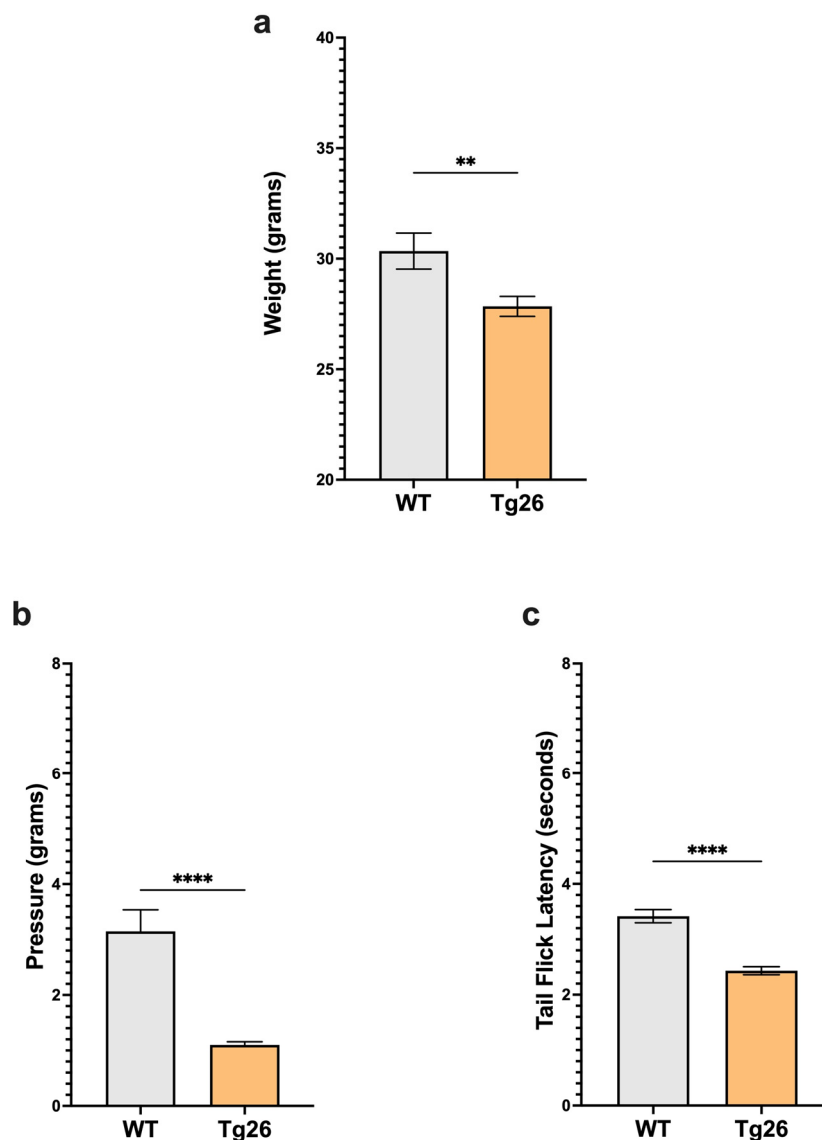 a
Weight (grams)
40
35
30
25
20
**
WT
Tg26
b
Pressure (grams)
8
6
4
2
0
****
WT
Tg26
c
Tail Flick Latency (seconds)
8
6
4
2
0
****
WT
Tg26